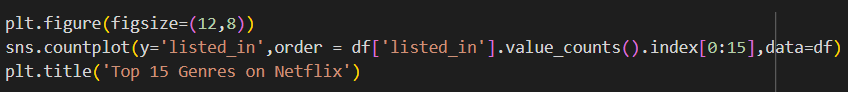 plt.figure(figsize=(12,8))
sns.countplot(y='listed_in',order = df['listed_in'].value_counts().index[0:15],data=df)
plt.title('Top 15 Genres on Netflix')